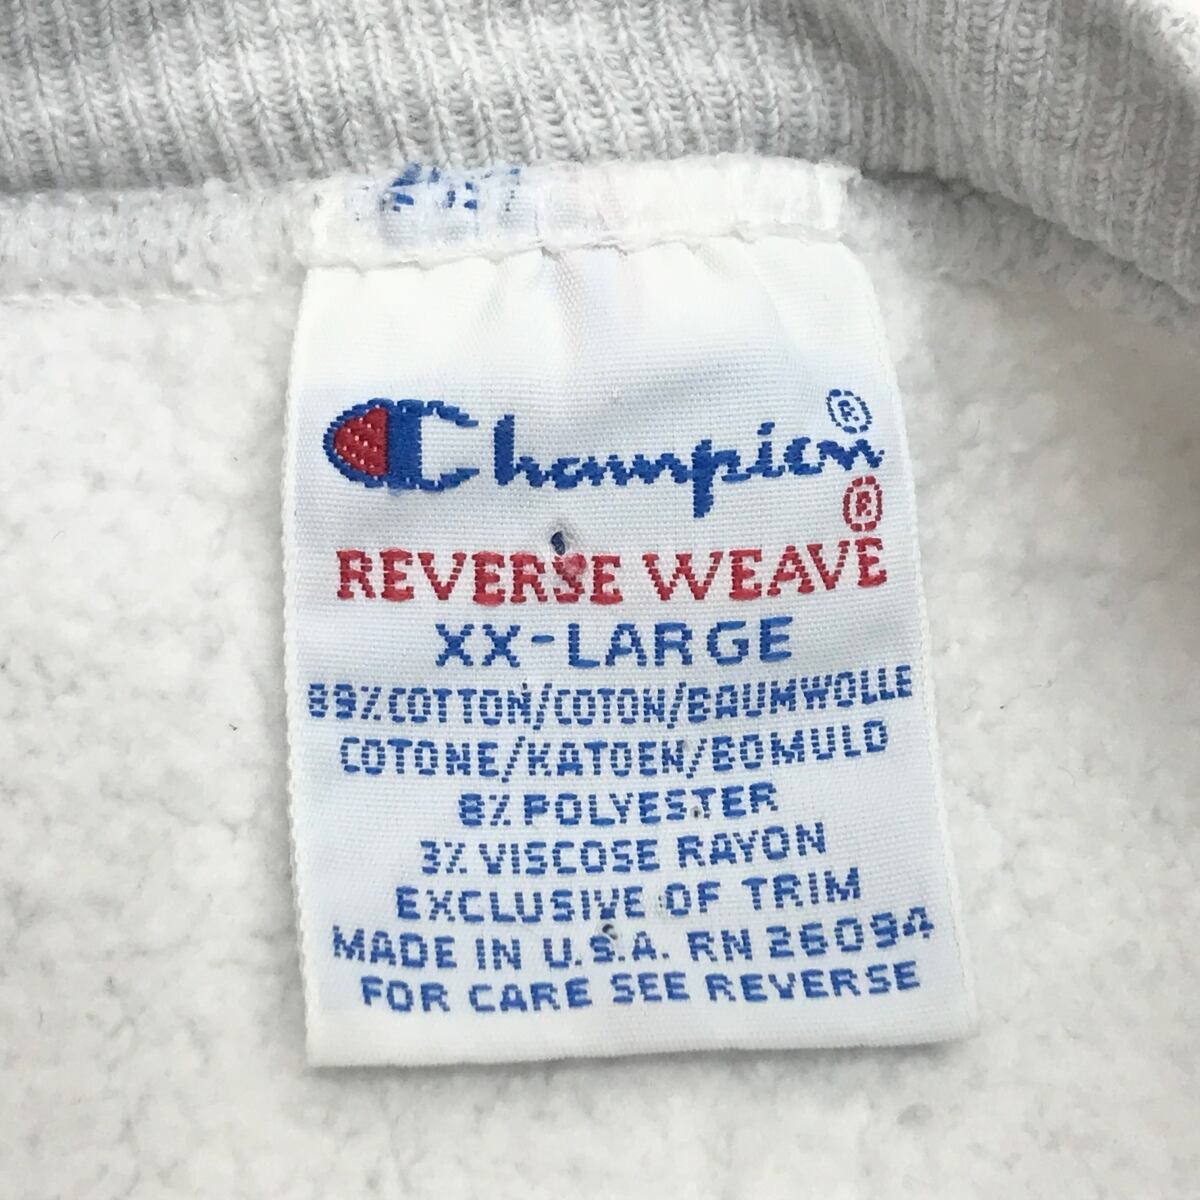 Champion®
®
REVERSE WEAVE
XX-LARGE
89% COTTON/COTON/BAUMWOLLE
COTONE/KATOEN/BOMULD
8% POLYESTER
3% VISCOSE RAYON
EXCLUSIVE OF TRIM
MADE IN U.S.A. RN 26094
FOR CARE SEE REVERSE